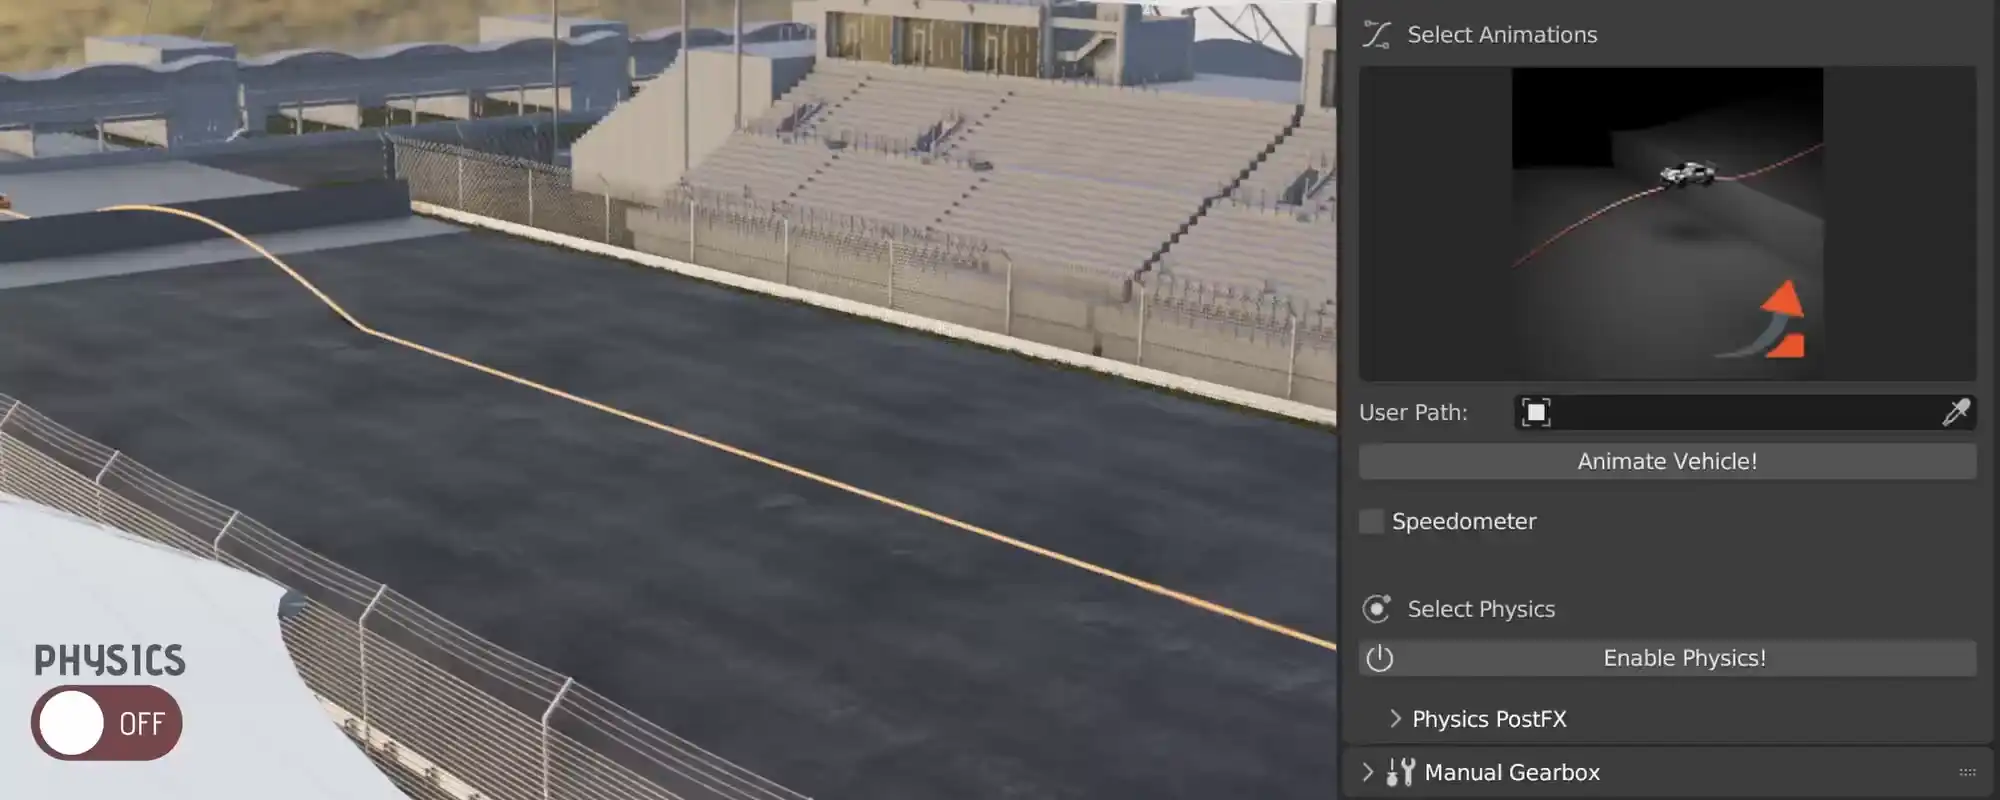 PHYSICS
OFF
Select Animations
User Path:
Animate Vehicle!
Speedometer
Select Physics
Enable Physics!
Physics PostFX
Manual Gearbox